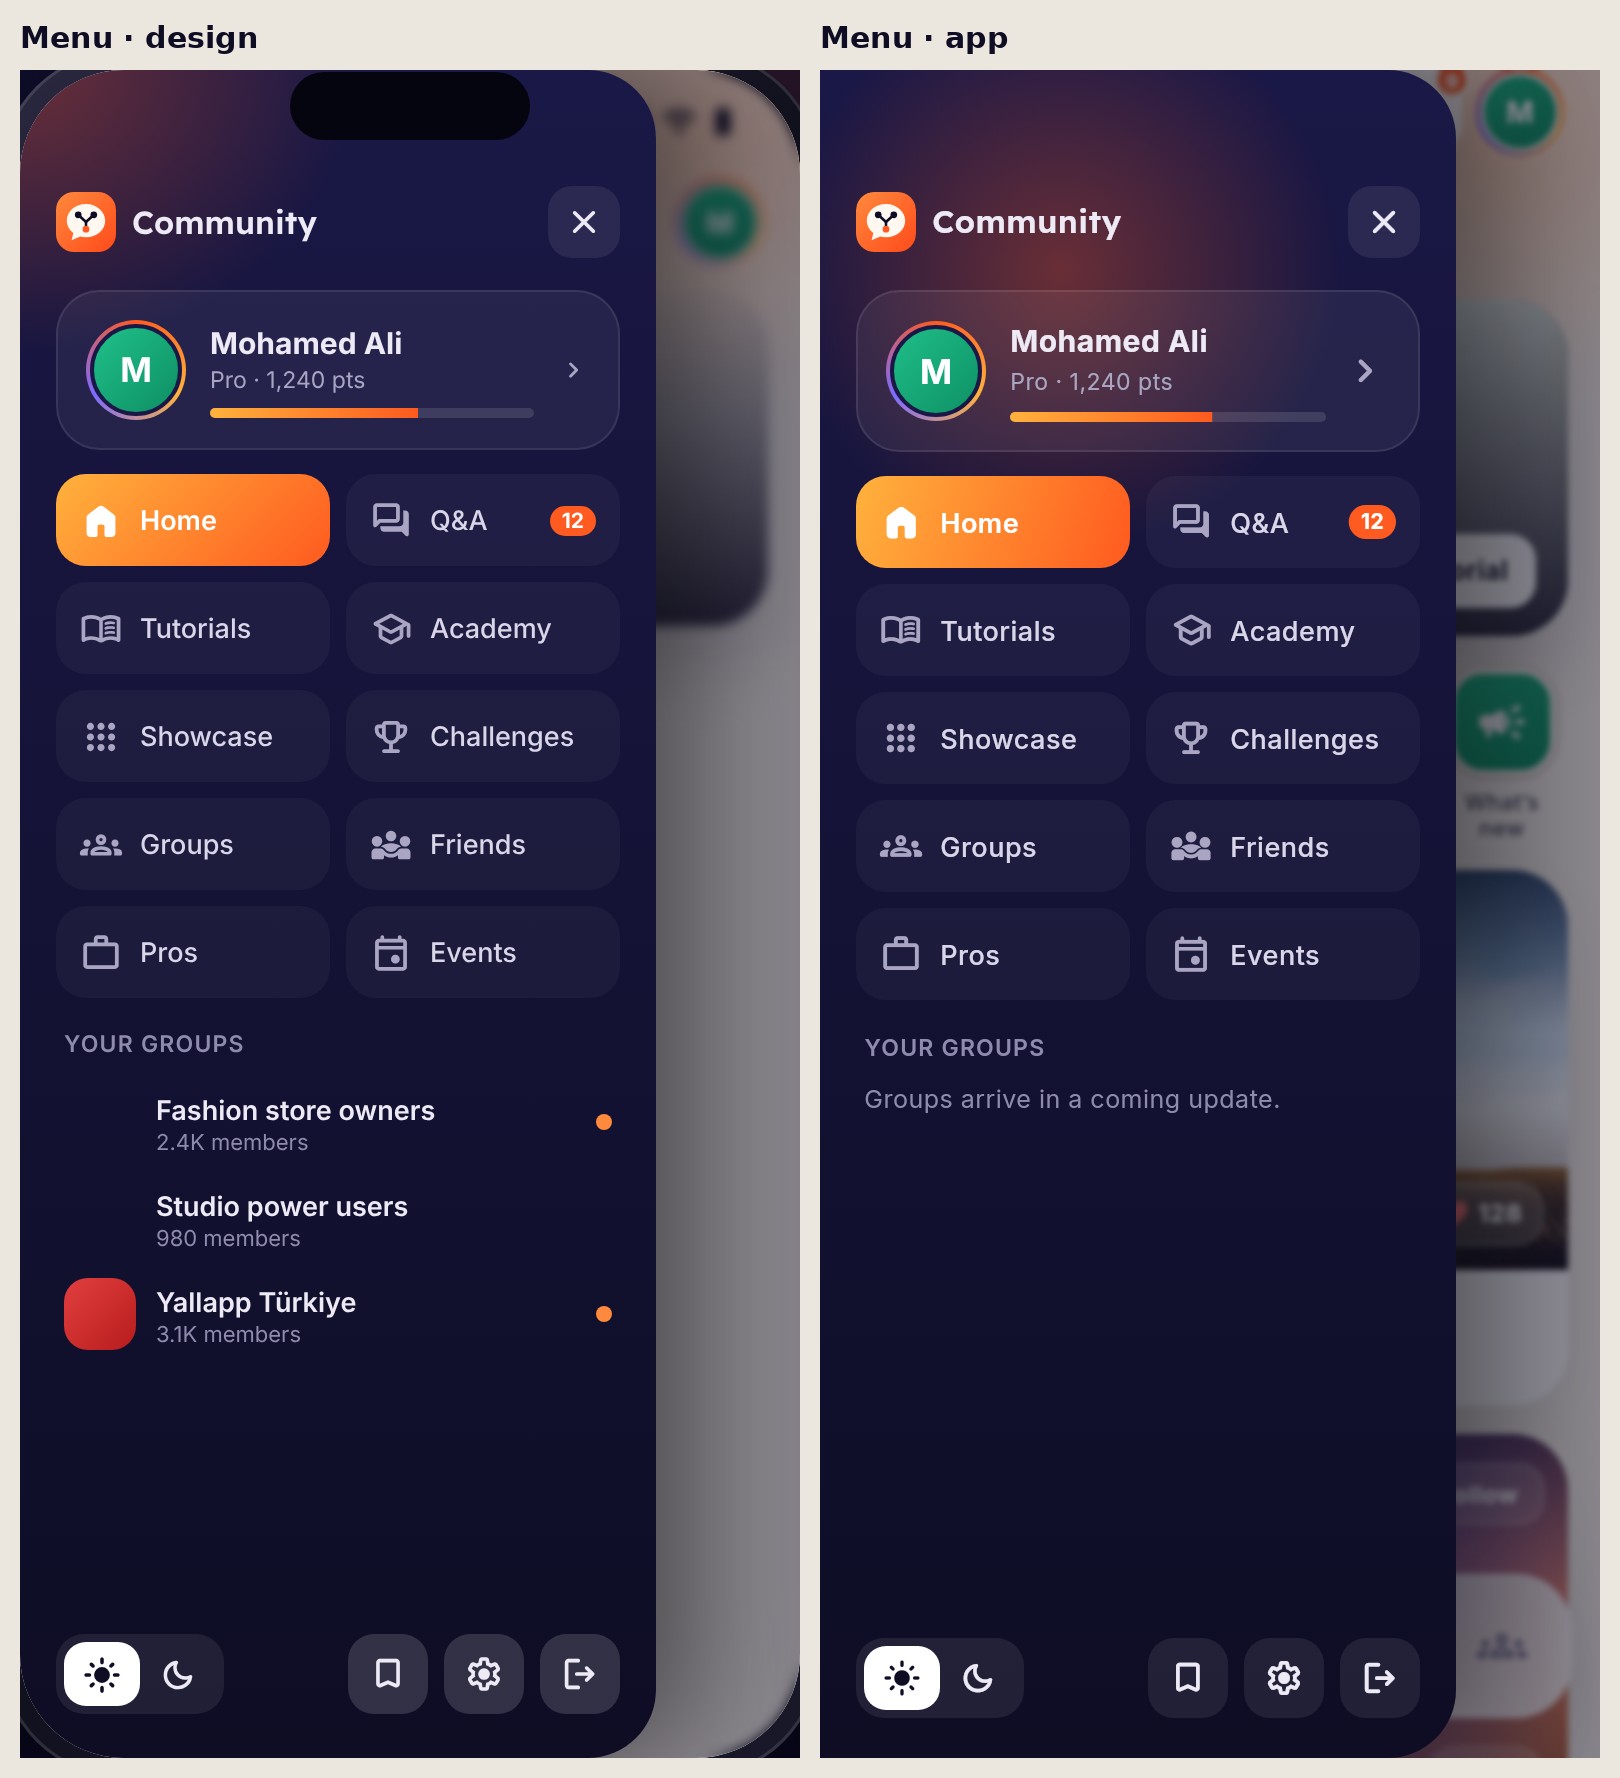 Menu · design
Community
M
M
Mohamed Ali
Pro · 1,240 pts
Home
Q&A
12
Tutorials
Academy
Showcase
Challenges
Groups
Friends
Pros
Events
YOUR GROUPS
Fashion store owners
2.4K members
Studio power users
980 members
Yallapp Türkiye
3.1K members
Menu · app
M
Community
M
Mohamed Ali
Pro · 1,240 pts
Home
Q&A
12
Tutorials
Academy
Showcase
Challenges
Groups
Friends
Pros
Events
YOUR GROUPS
Groups arrive in a coming update.
What's
new
128